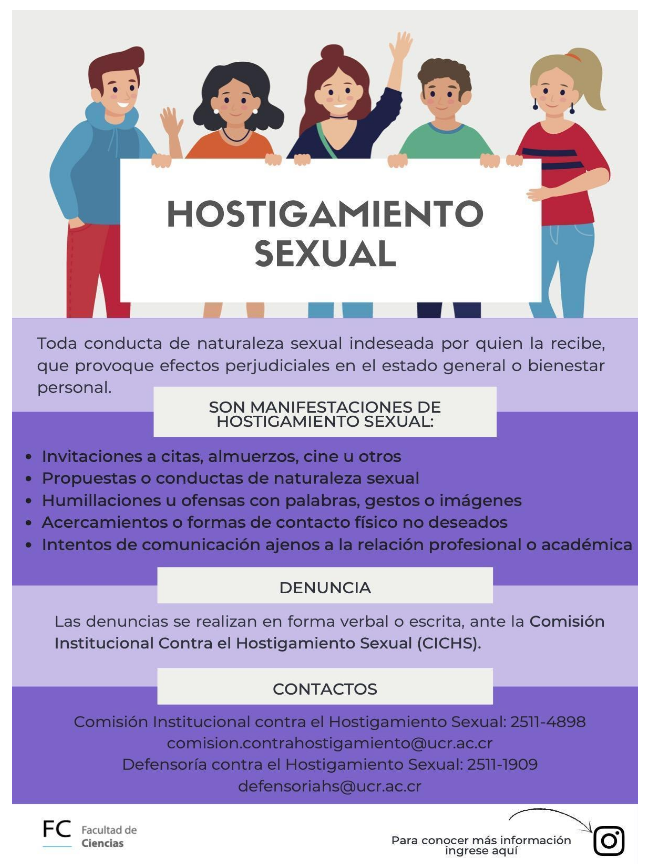 HOSTIGAMIENTO
SEXUAL
Toda conducta de naturaleza sexual indeseada por quien la recibe,
que provoque efectos perjudiciales en el estado general o bienestar
personal.
SON MANIFESTACIONES DE
HOSTIGAMIENTO SEXUAL:
• Invitaciones a citas, almuerzos, cine u otros
• Propuestas o conductas de naturaleza sexual
• Humillaciones u ofensas con palabras, gestos o imágenes
• Acercamientos o formas de contacto físico no deseados
• Intentos de comunicación ajenos a la relación profesional o académica
DENUNCIA
Las denuncias se realizan en forma verbal o escrita, ante la Comisión
Institucional Contra el Hostigamiento Sexual (CICHS).
CONTACTOS
Comisión Institucional contra el Hostigamiento Sexual: 2511-4898
comision.contrahostigamiento@ucr.ac.cr
Defensoría contra el Hostigamiento Sexual: 2511-1909
defensoriahs@ucr.ac.cr
FC Facultad de
Ciencias
Para conocer más información
ingrese aquí